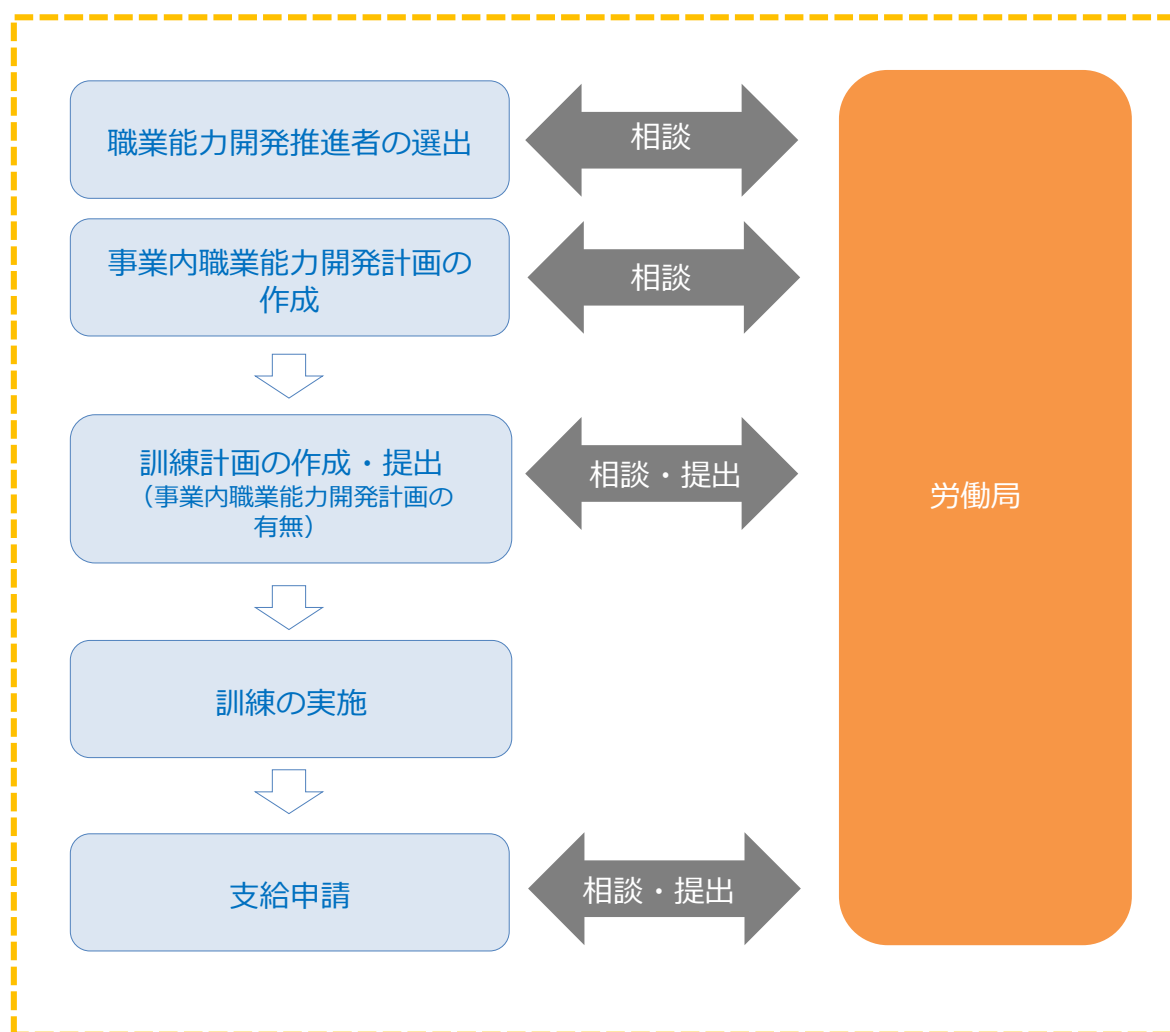 職業能力開発推進者の選出
相談
事業内職業能力開発計画の
作成
相談
訓練計画の作成・提出
（事業内職業能力開発計画の
有無）
相談・提出
労働局
訓練の実施
支給申請
相談・提出